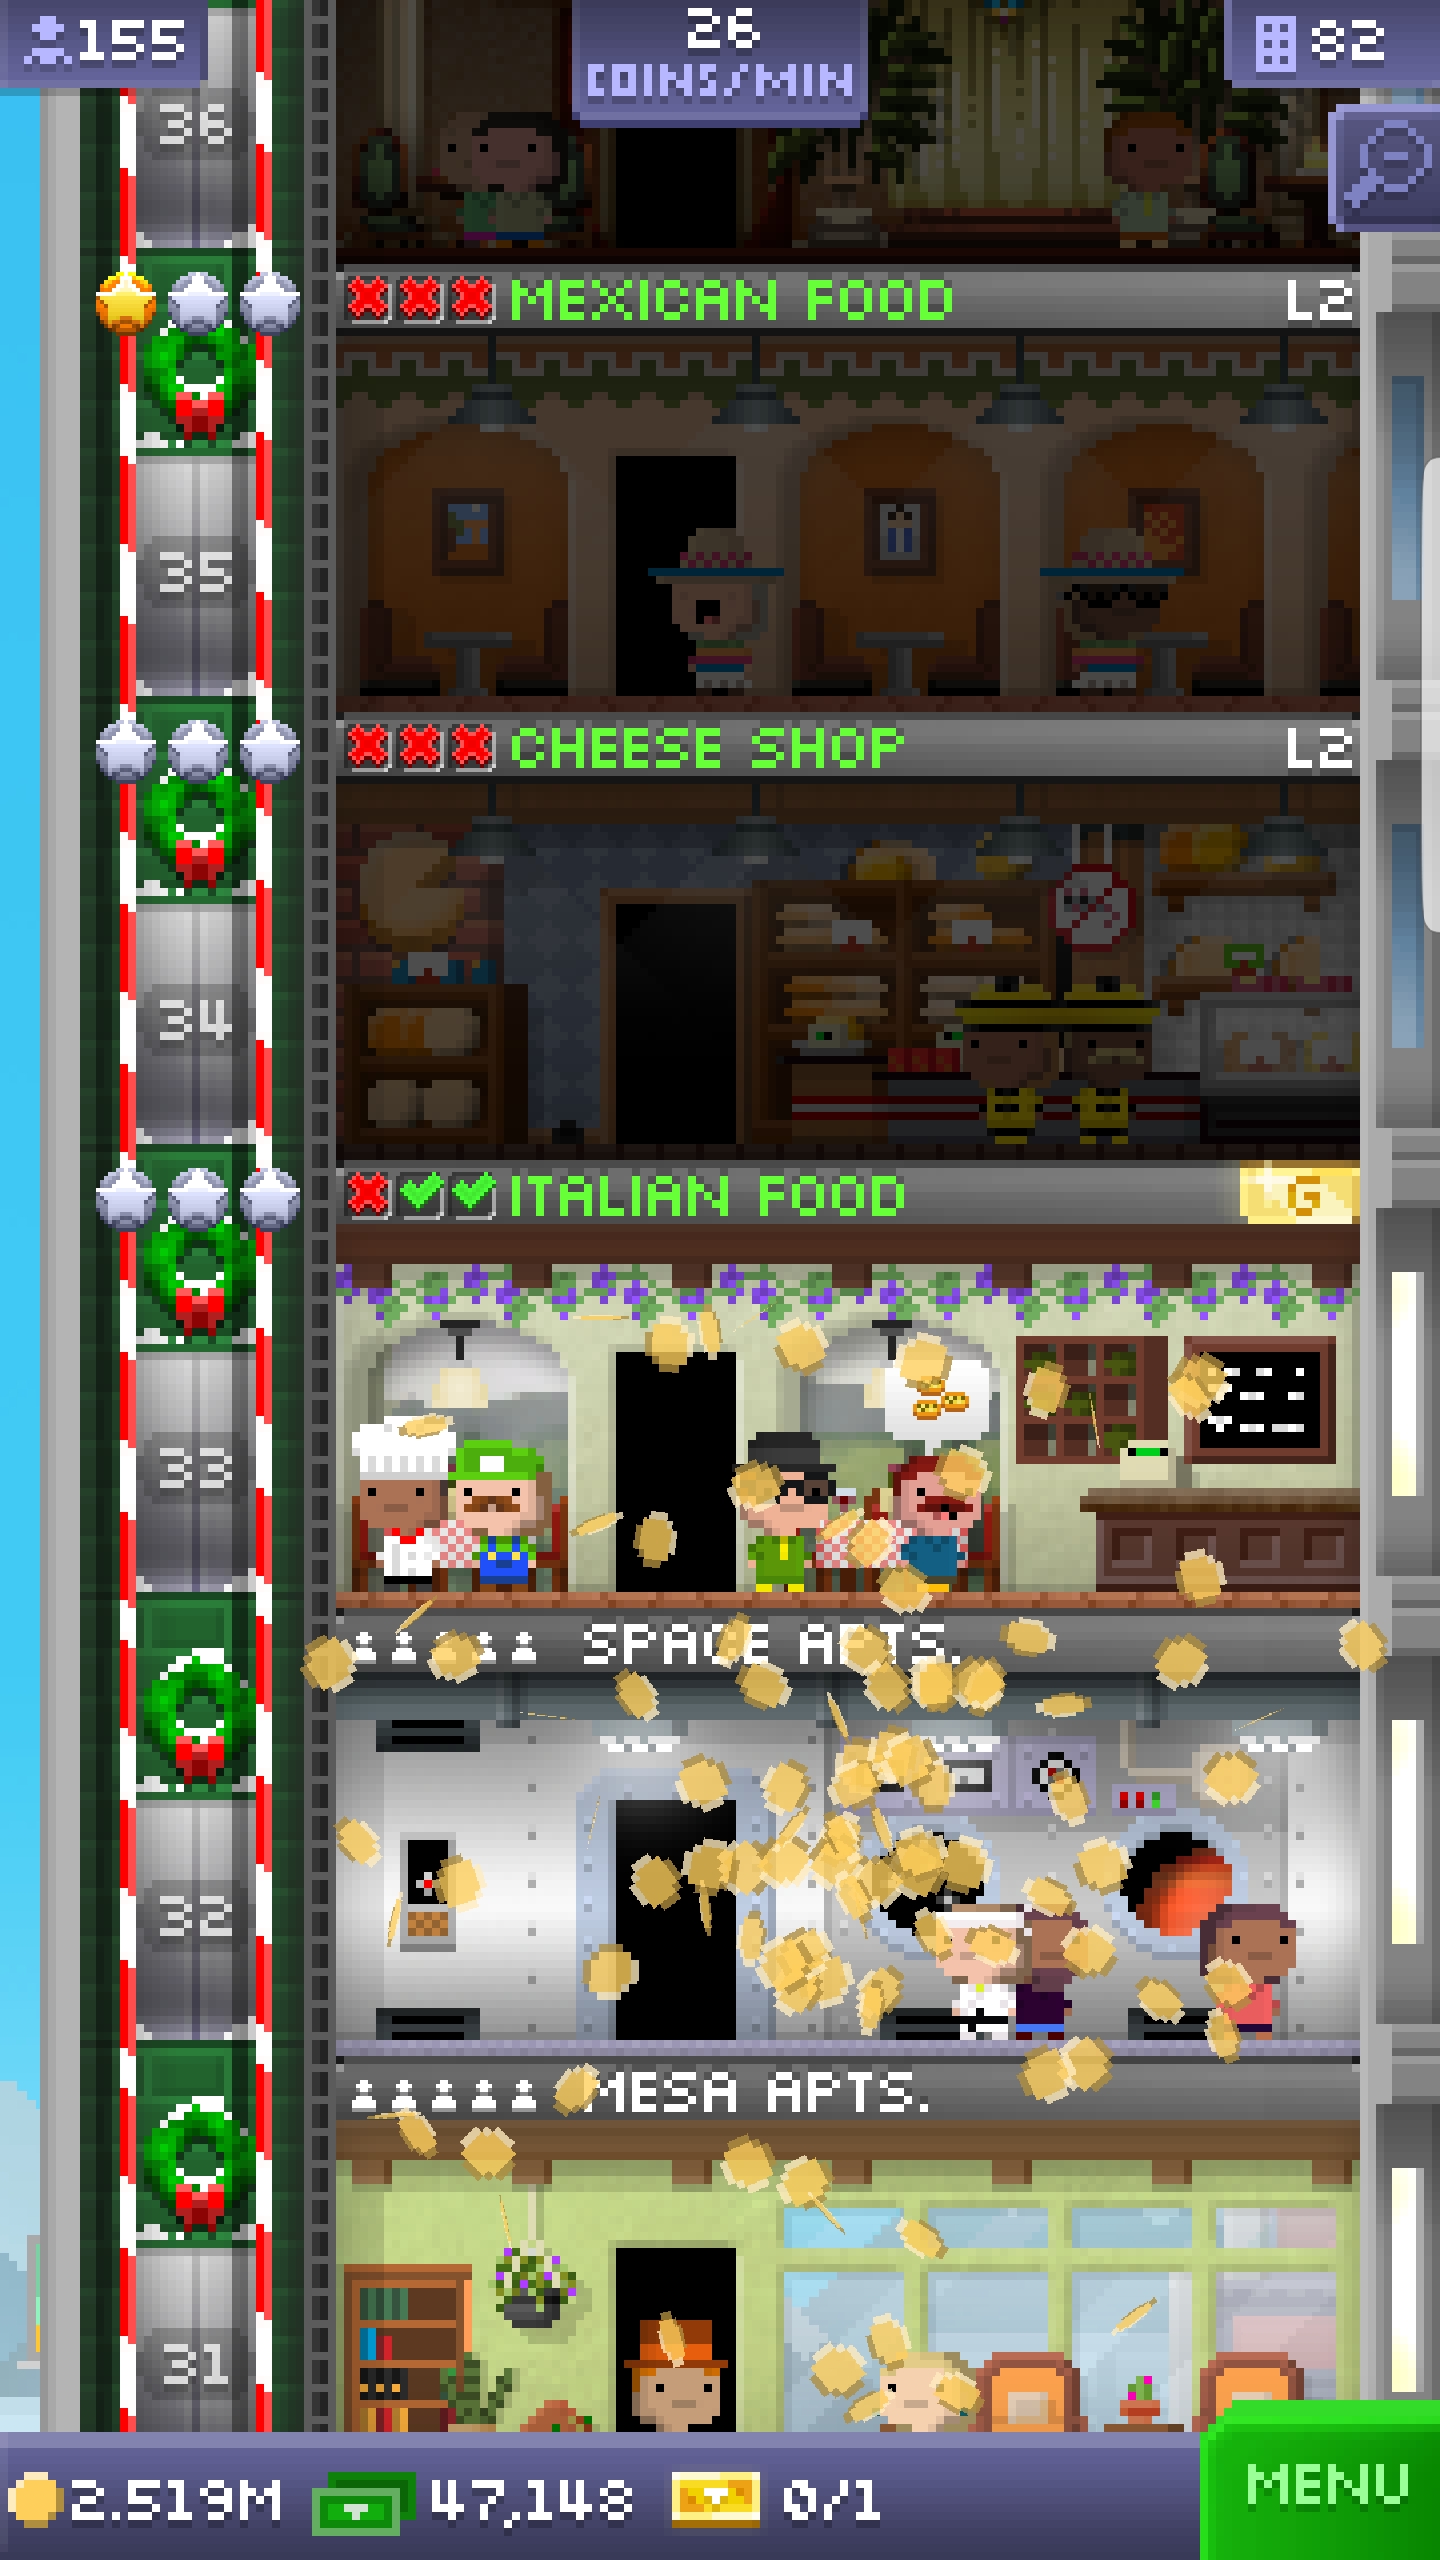 155
26
COINS/MIN
82
36
MEXICAN FOOD L2
35
CHEESE SHOP L2
34
ITALIAN FOOD G
33
SPACE APTS.
32
MESA APTS.
31
2.519M 47,148 0/1
MENU